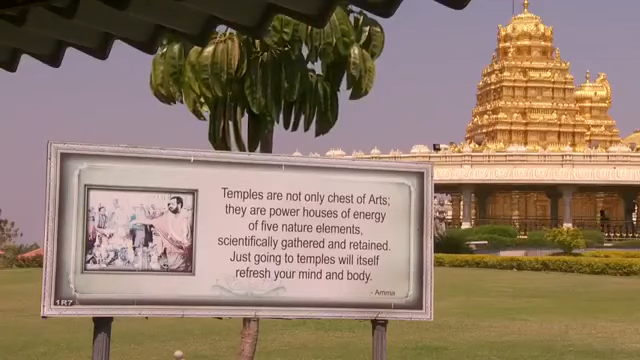 Temples are not only chest of Arts;
they are power houses of energy
of five nature elements,
scientifically gathered and retained.
Just going to temples will itself
refresh your mind and body.
- Amma
1R7